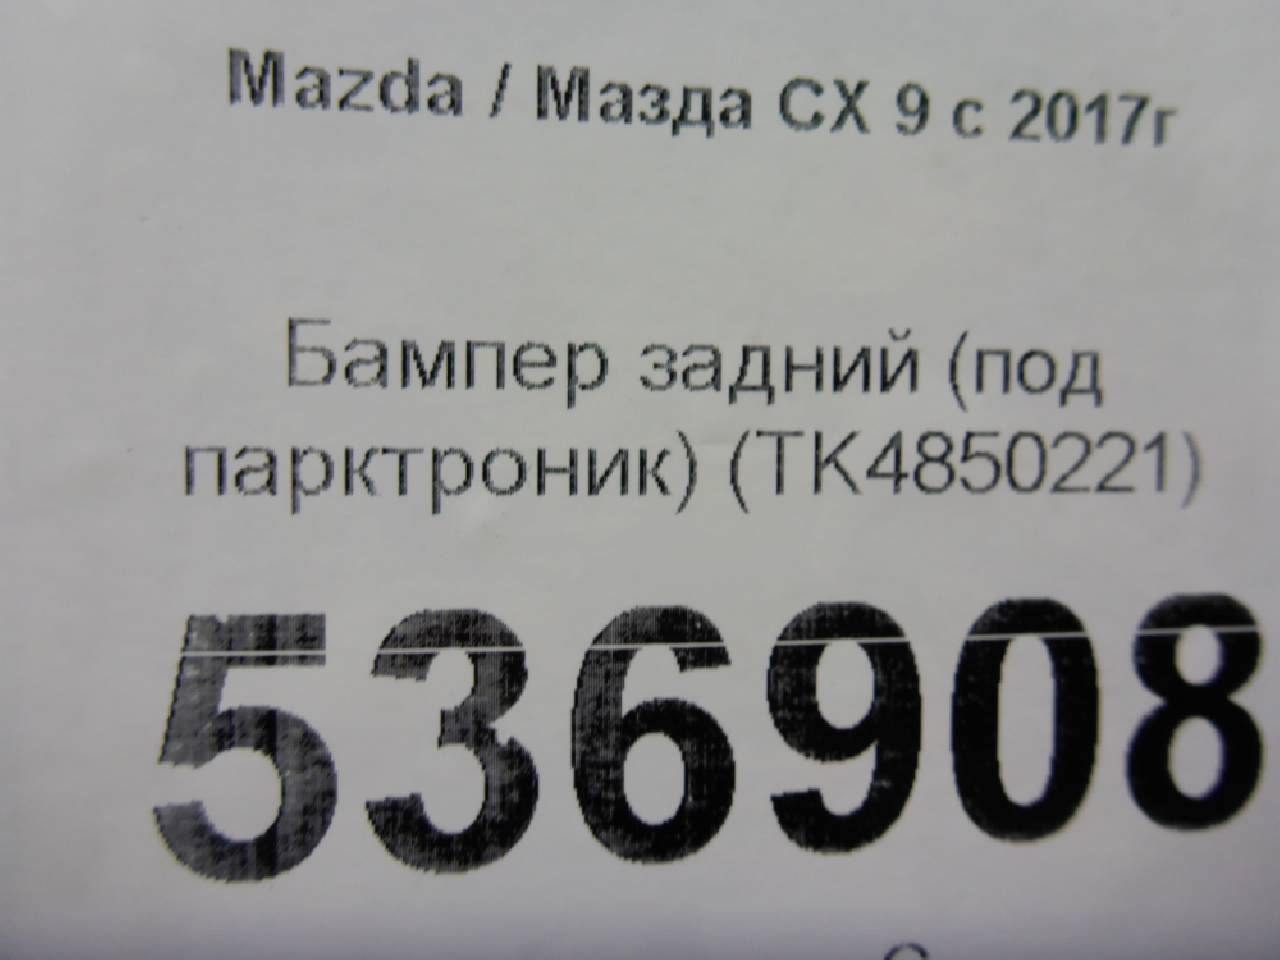 Mazda / Мазда CX 9 с 2017г
Бампер задний (под
парктроник) (TK4850221)
536908